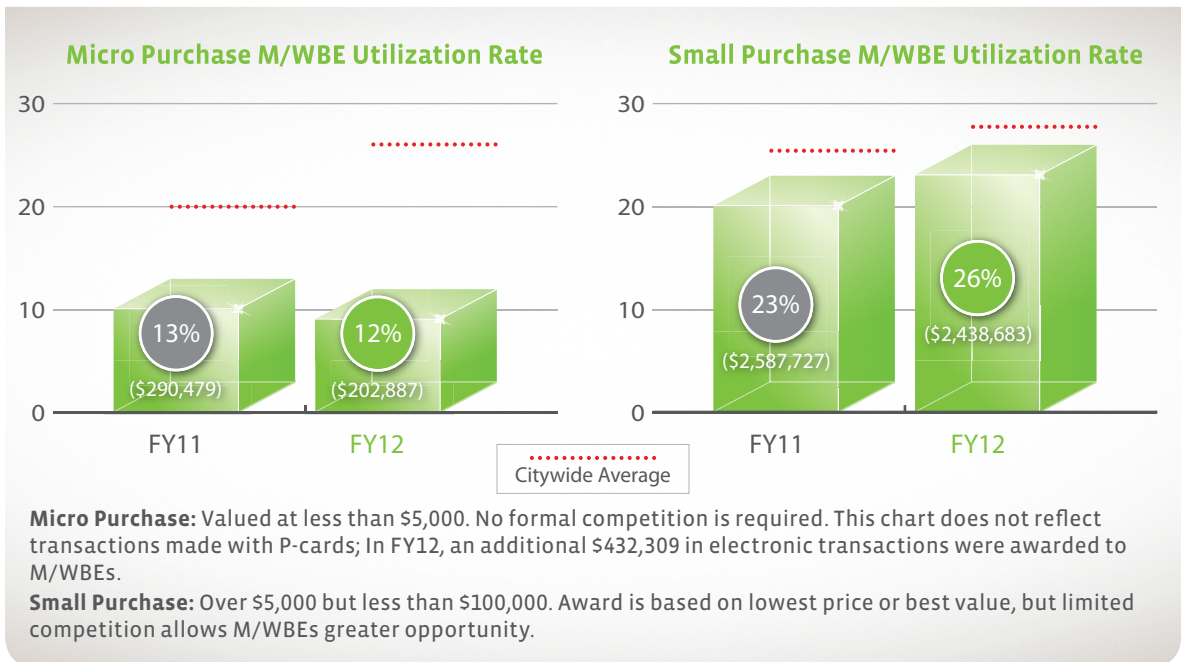 Micro Purchase M/WBE Utilization Rate
30
20
10
0
13%
($290,479)
12%
($202,887)
FY11
FY12
Small Purchase M/WBE Utilization Rate
30
20
10
0
23%
($2,587,727)
26%
($2,438,683)
FY11
FY12
Citywide Average
Micro Purchase: Valued at less than $5,000. No formal competition is required. This chart does not reflect
transactions made with P-cards; In FY12, an additional $432,309 in electronic transactions were awarded to
M/WBEs.
Small Purchase: Over $5,000 but less than $100,000. Award is based on lowest price or best value, but limited
competition allows M/WBEs greater opportunity.